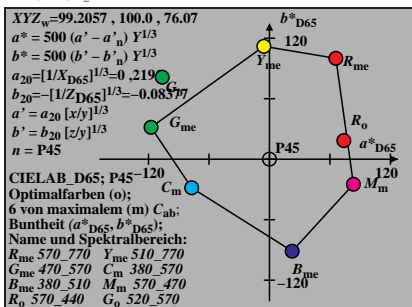 XYZw=99.2057 , 100.0 , 76.07
a* = 500 (a' – a'n) Y1/3
b* = 500 (b' – b'n) Y1/3
a20=[1/XD65]1/3=0 ,219
b20=–[1/ZD65]1/3=–0.08377
a' = a20 [x/y]1/3
b' = b20 [z/y]1/3
n = P45
CIELAB_D65; P45
Optimalfarben (o);
6 von maximalem (m) Cab;
Buntheit (a*D65, b*D65);
Name und Spektralbereich:
Rme 570_770 Yme 510_770
Gme 470_570 Cm 380_570
Bme 380_510 Mm 570_470
Ro 570_440 Go 520_570
b*D65
120
Yme
Rme
Gme
Ro
P45
a*D65
–120
120
Cm
Mm
Bme
–120